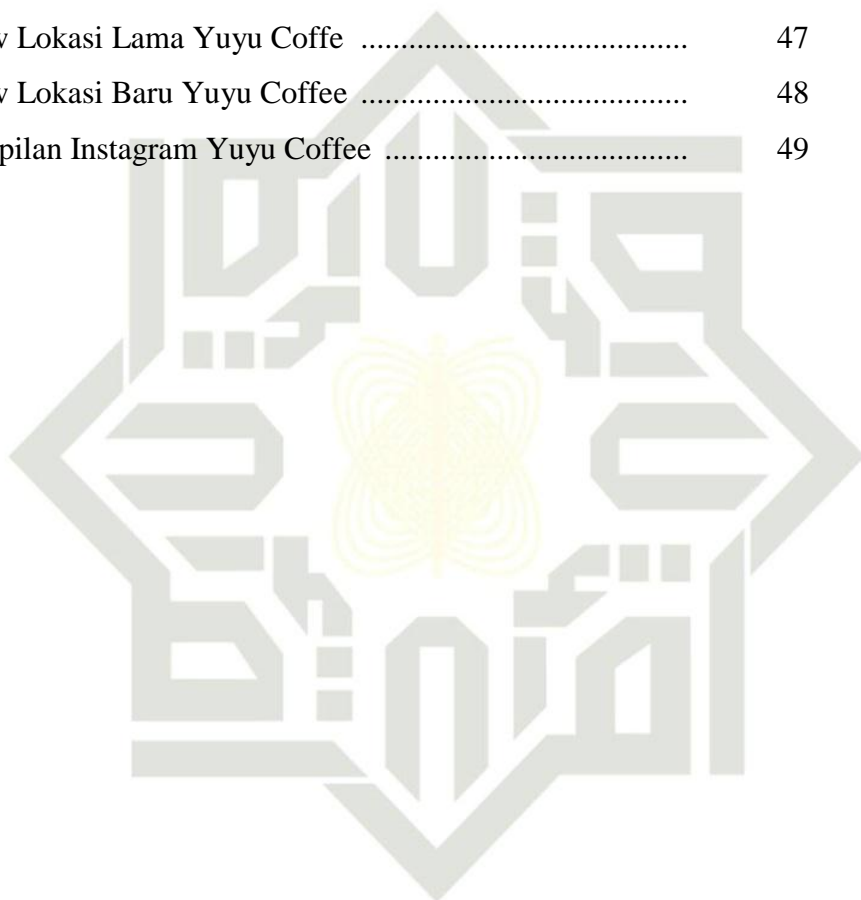 v Lokasi Lama Yuyu Coffe ......................................... 47
v Lokasi Baru Yuyu Coffee ......................................... 48
pilan Instagram Yuyu Coffee ...................................... 49